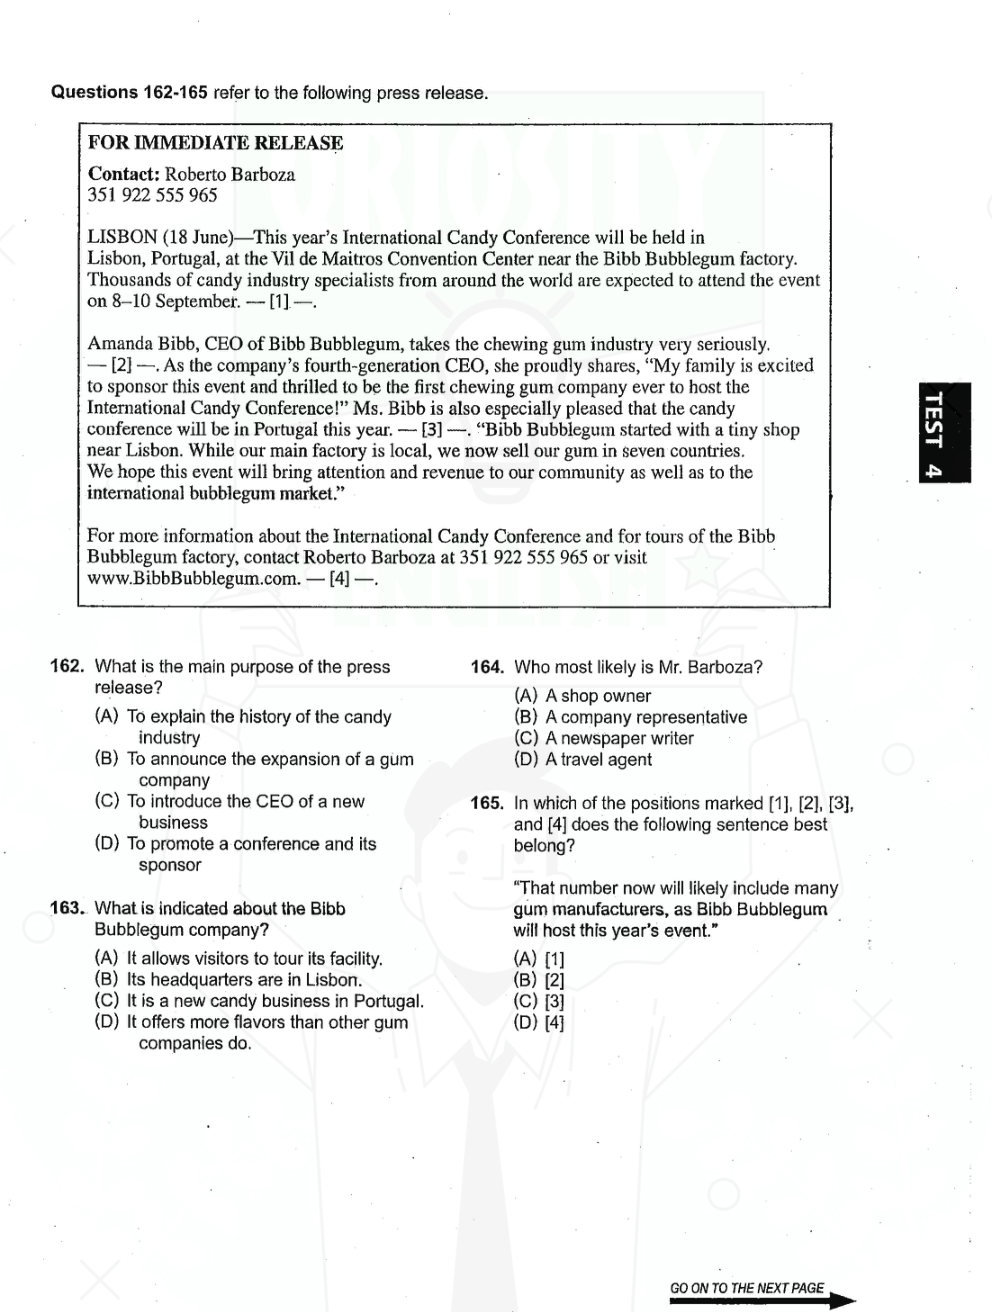 Questions 162-165 refer to the following press release.
FOR IMMEDIATE RELEASE
Contact: Roberto Barboza
351 922 555 965
LISBON (18 June)—This year's International Candy Conference will be held in
Lisbon, Portugal, at the Vil de Maitros Convention Center near the Bibb Bubblegum factory.
Thousands of candy industry specialists from around the world are expected to attend the event
on 8–10 September. — [1] —.
Amanda Bibb, CEO of Bibb Bubblegum, takes the chewing gum industry very seriously.
— [2] —. As the company's fourth-generation CEO, she proudly shares, “My family is excited
to sponsor this event and thrilled to be the first chewing gum company ever to host the
International Candy Conference!” Ms. Bibb is also especially pleased that the candy
conference will be in Portugal this year. — [3] —. “Bibb Bubblegum started with a tiny shop
near Lisbon. While our main factory is local, we now sell our gum in seven countries.
We hope this event will bring attention and revenue to our community as well as to the
international bubblegum market.”
For more information about the International Candy Conference and for tours of the Bibb
Bubblegum factory, contact Roberto Barboza at 351 922 555 965 or visit
www.BibbBubblegum.com. — [4] —.
TEST 4
162. What is the main purpose of the press
release?
(A) To explain the history of the candy
industry
(B) To announce the expansion of a gum
company
(C) To introduce the CEO of a new
business
(D) To promote a conference and its
sponsor
163. What is indicated about the Bibb
Bubblegum company?
(A) It allows visitors to tour its facility.
(B) Its headquarters are in Lisbon.
(C) It is a new candy business in Portugal.
(D) It offers more flavors than other gum
companies do.
164. Who most likely is Mr. Barboza?
(A) A shop owner
(B) A company representative
(C) A newspaper writer
(D) A travel agent
165. In which of the positions marked [1], [2], [3],
and [4] does the following sentence best
belong?
“That number now will likely include many
gum manufacturers, as Bibb Bubblegum
will host this year's event.”
(A) [1]
(B) [2]
(C) [3]
(D) [4]
GO ON TO THE NEXT PAGE
CURIOSITY
ENGLISH